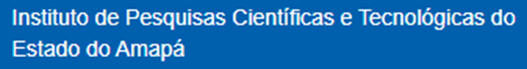 Instituto de Pesquisas Científicas e Tecnológicas do
Estado do Amapá